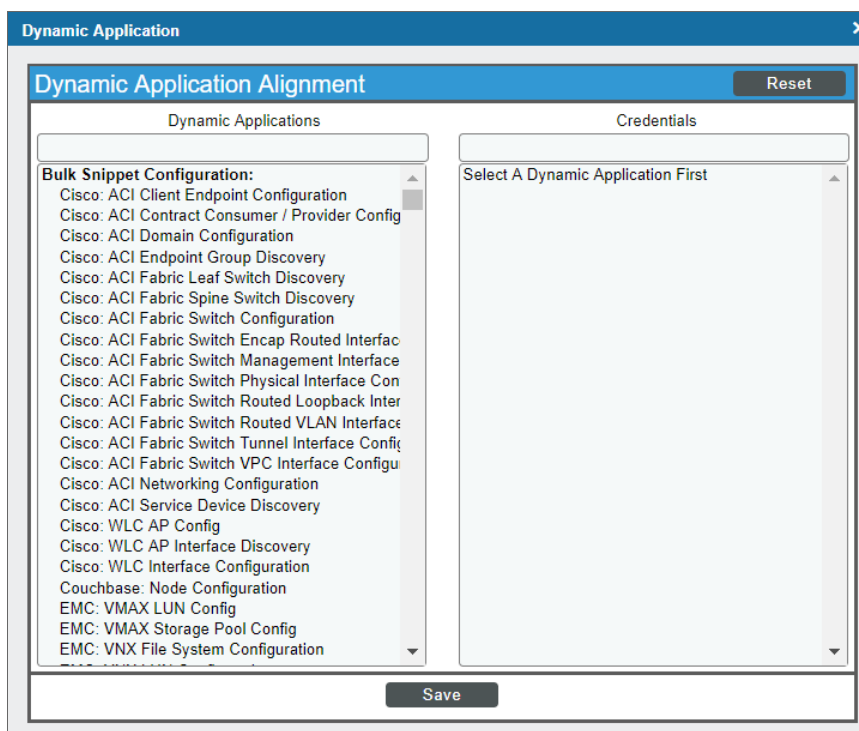 Dynamic Application
Dynamic Application Alignment
Reset
Dynamic Applications
Credentials
Bulk Snippet Configuration:
Cisco: ACI Client Endpoint Configuration
Cisco: ACI Contract Consumer / Provider Config
Cisco: ACI Domain Configuration
Cisco: ACI Endpoint Group Discovery
Cisco: ACI Fabric Leaf Switch Discovery
Cisco: ACI Fabric Spine Switch Discovery
Cisco: ACI Fabric Switch Configuration
Cisco: ACI Fabric Switch Encap Routed Interfac
Cisco: ACI Fabric Switch Management Interface
Cisco: ACI Fabric Switch Physical Interface Con
Cisco: ACI Fabric Switch Routed Loopback Inter
Cisco: ACI Fabric Switch Routed VLAN Interface
Cisco: ACI Fabric Switch Tunnel Interface Config
Cisco: ACI Fabric Switch VPC Interface Configu
Cisco: ACI Networking Configuration
Cisco: ACI Service Device Discovery
Cisco: WLC AP Config
Cisco: WLC AP Interface Discovery
Cisco: WLC Interface Configuration
Couchbase: Node Configuration
EMC: VMAX LUN Config
EMC: VMAX Storage Pool Config
EMC: VNX File System Configuration
Select A Dynamic Application First
Save